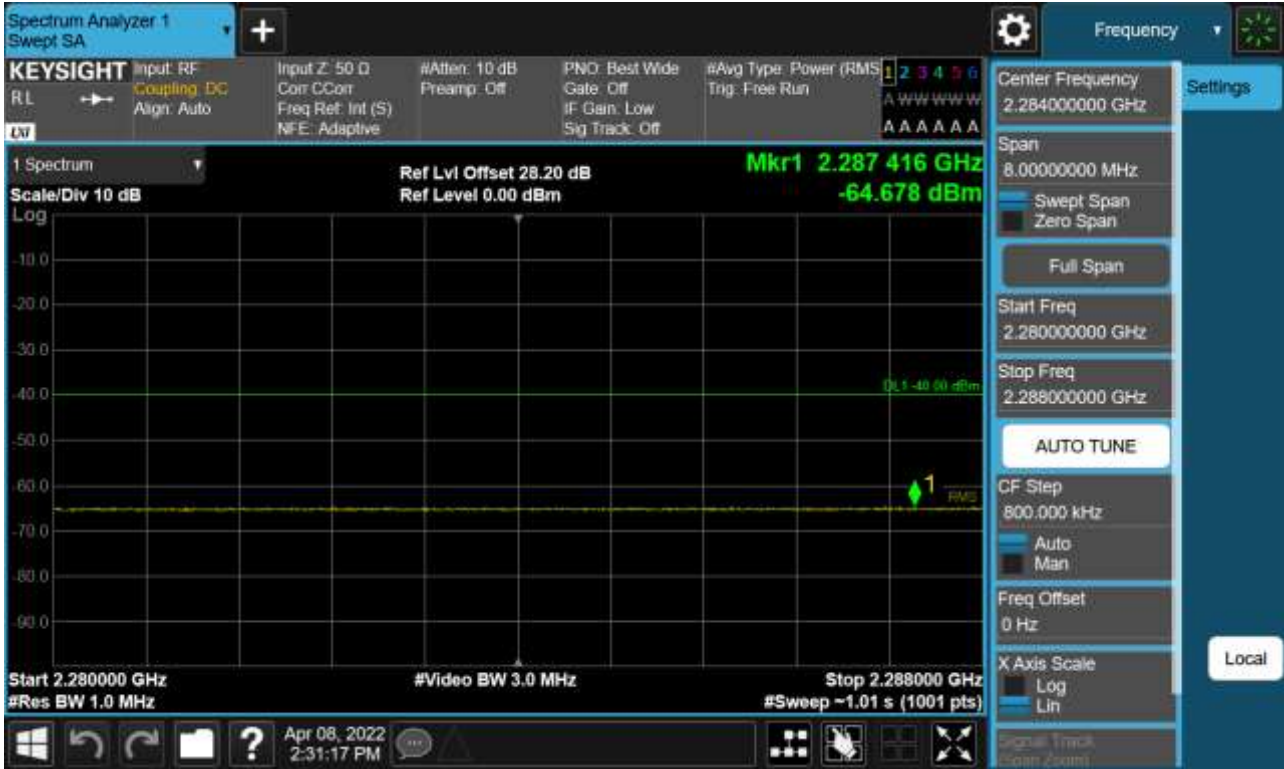 Spectrum Analyzer 1
Swept SA
+
Frequency
KEYSIGHT
RL
LXI
Input: RF
Coupling: DC
Align: Auto
Input Z: 50 Ω
Corr CCorr
Freq Ref: Int (S)
NFE: Adaptive
#Atten: 10 dB
Preamp: Off
PNO: Best Wide
Gate: Off
IF Gain: Low
Sig Track: Off
#Avg Type: Power (RMS
Trig: Free Run
1 2 3 4 5 6
A W W W W W
A A A A A A
1 Spectrum
Scale/Div 10 dB
Log
Ref Lvl Offset 28.20 dB
Ref Level 0.00 dBm
Mkr1 2.287 416 GHz
-64.678 dBm
-10.0
-20.0
-30.0
-40.0
DL1 -40.00 dBm
-50.0
-60.0
1
RMS
-70.0
-80.0
-90.0
Start 2.280000 GHz
#Res BW 1.0 MHz
#Video BW 3.0 MHz
Stop 2.288000 GHz
#Sweep ~1.01 s (1001 pts)
Center Frequency
2.284000000 GHz
Settings
Span
8.00000000 MHz
Swept Span
Zero Span
Full Span
Start Freq
2.280000000 GHz
Stop Freq
2.288000000 GHz
AUTO TUNE
CF Step
800.000 kHz
Auto
Man
Freq Offset
0 Hz
X Axis Scale
Log
Lin
Local
Signal Track
(Span Zoom)
?
Apr 08, 2022
2:31:17 PM